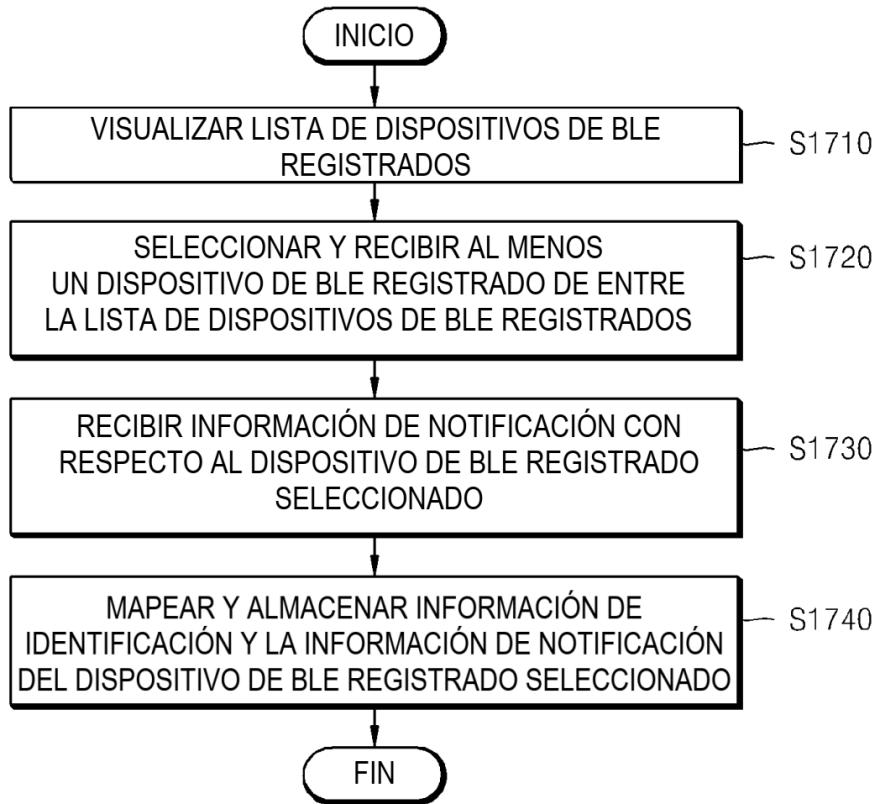 INICIO
VISUALIZAR LISTA DE DISPOSITIVOS DE BLE
REGISTRADOS
S1710
SELECCIONAR Y RECIBIR AL MENOS
UN DISPOSITIVO DE BLE REGISTRADO DE ENTRE
LA LISTA DE DISPOSITIVOS DE BLE REGISTRADOS
S1720
RECIBIR INFORMACIÓN DE NOTIFICACIÓN CON
RESPECTO AL DISPOSITIVO DE BLE REGISTRADO
SELECCIONADO
S1730
MAPEAR Y ALMACENAR INFORMACIÓN DE
IDENTIFICACIÓN Y LA INFORMACIÓN DE NOTIFICACIÓN
DEL DISPOSITIVO DE BLE REGISTRADO SELECCIONADO
S1740
FIN